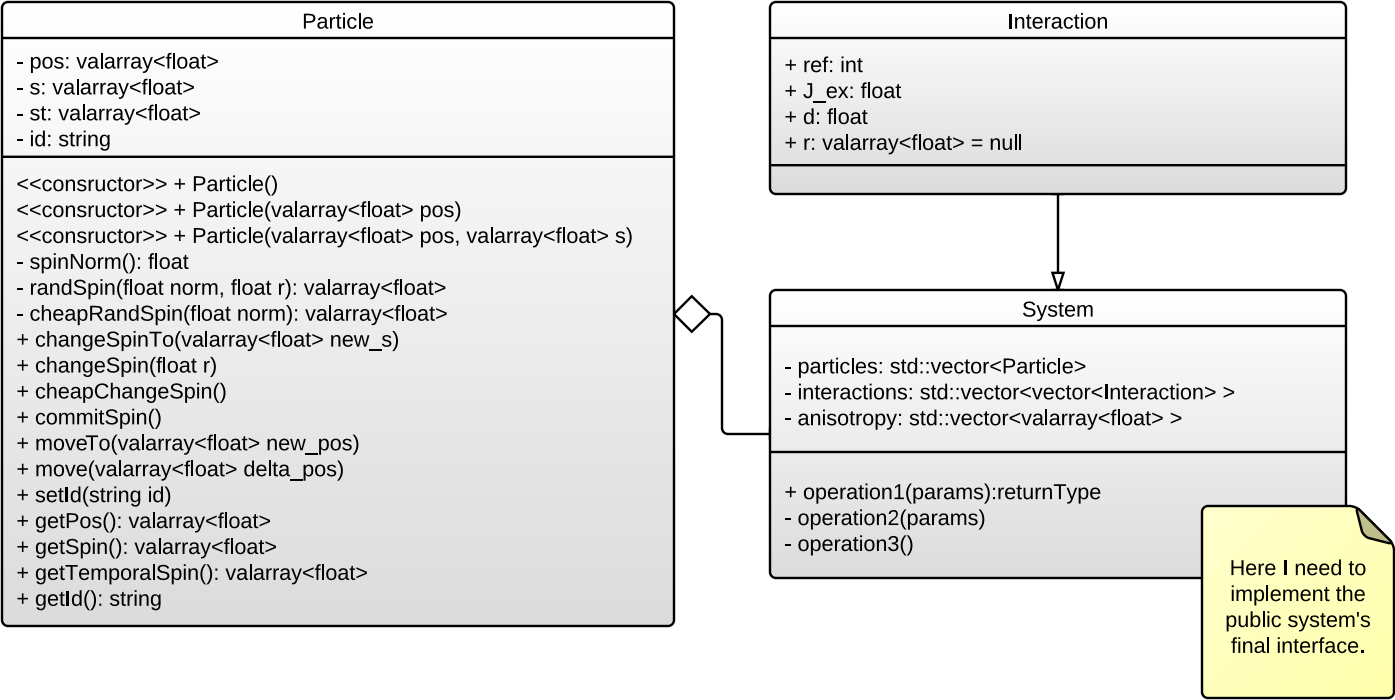 Particle
- pos: valarray<float>
- s: valarray<float>
- st: valarray<float>
- id: string
<<consructor>> + Particle()
<<consructor>> + Particle(valarray<float> pos)
<<consructor>> + Particle(valarray<float> pos, valarray<float> s)
- spinNorm(): float
- randSpin(float norm, float r): valarray<float>
- cheapRandSpin(float norm): valarray<float>
+ changeSpinTo(valarray<float> new_s)
+ changeSpin(float r)
+ cheapChangeSpin()
+ commitSpin()
+ moveTo(valarray<float> new_pos)
+ move(valarray<float> delta_pos)
+ setId(string id)
+ getPos(): valarray<float>
+ getSpin(): valarray<float>
+ getTemporalSpin(): valarray<float>
+ getId(): string
Interaction
+ ref: int
+ J_ex: float
+ d: float
+ r: valarray<float> = null
System
- particles: std::vector<Particle>
- interactions: std::vector<vector<Interaction> >
- anisotropy: std::vector<valarray<float> >
+ operation1(params):returnType
- operation2(params)
- operation3()
Here I need to
implement the
public system's
final interface.